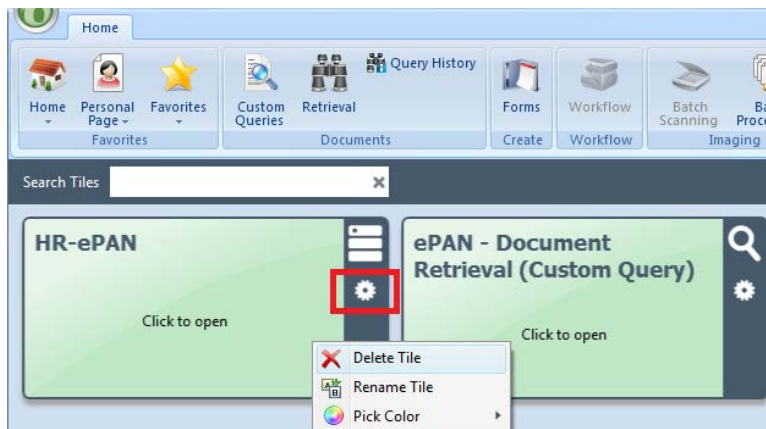 Home
Home
Personal
Page
Favorites
Custom
Queries
Retrieval
Query History
Forms
Workflow
Batch
Scanning
Favorites
Documents
Create
Workflow
Imaging
Search Tiles
HR-ePAN
Click to open
ePAN - Document
Retrieval (Custom Query)
Click to open
Delete Tile
Rename Tile
Pick Color